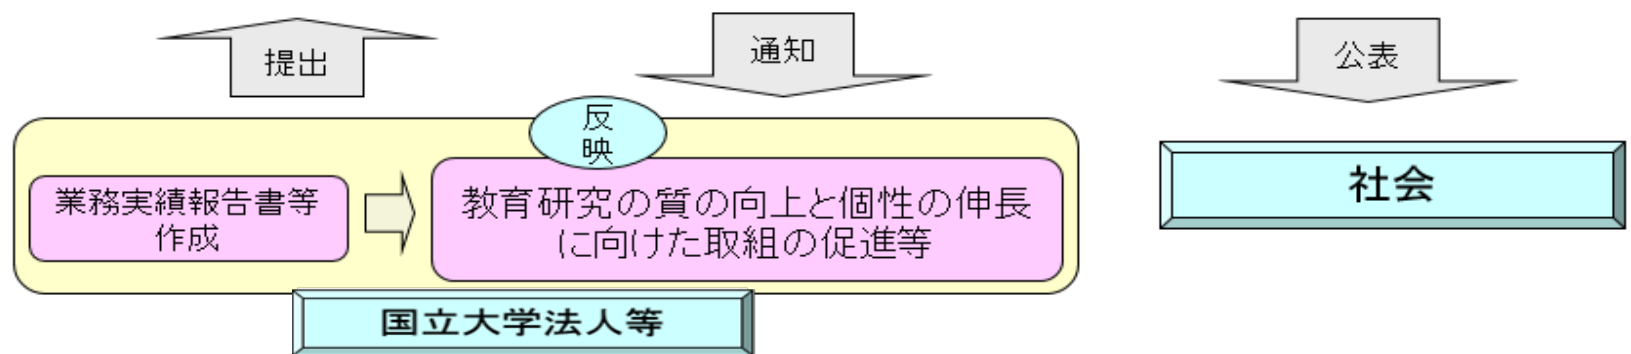 提出
通知
公表
反
映
業務実績報告書等
作成
教育研究の質の向上と個性の伸長
に向けた取組の促進等
社会
国立大学法人等